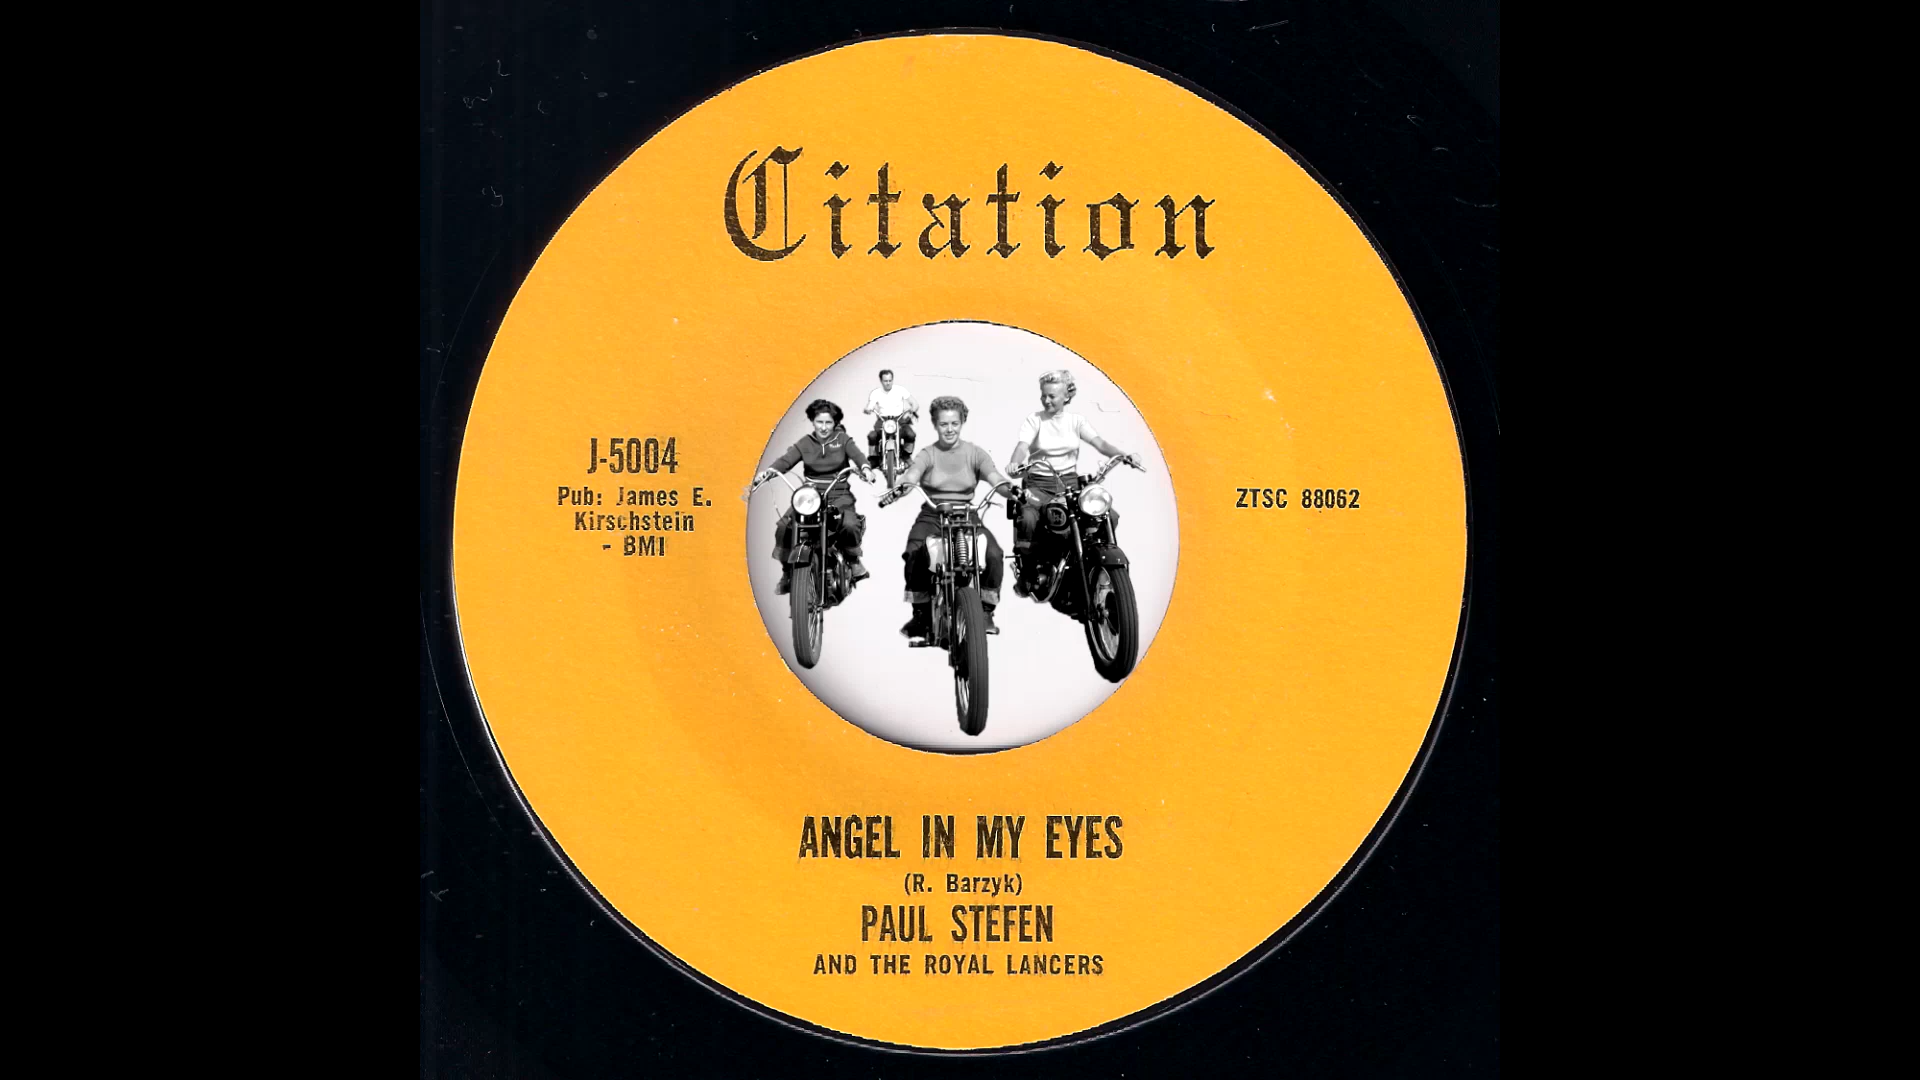 Citation
J-5004
Pub: James E.
Kirschstein
- BMI
ZTSC 88062
ANGEL IN MY EYES
(R. Barzyk)
PAUL STEFEN
AND THE ROYAL LANCERS